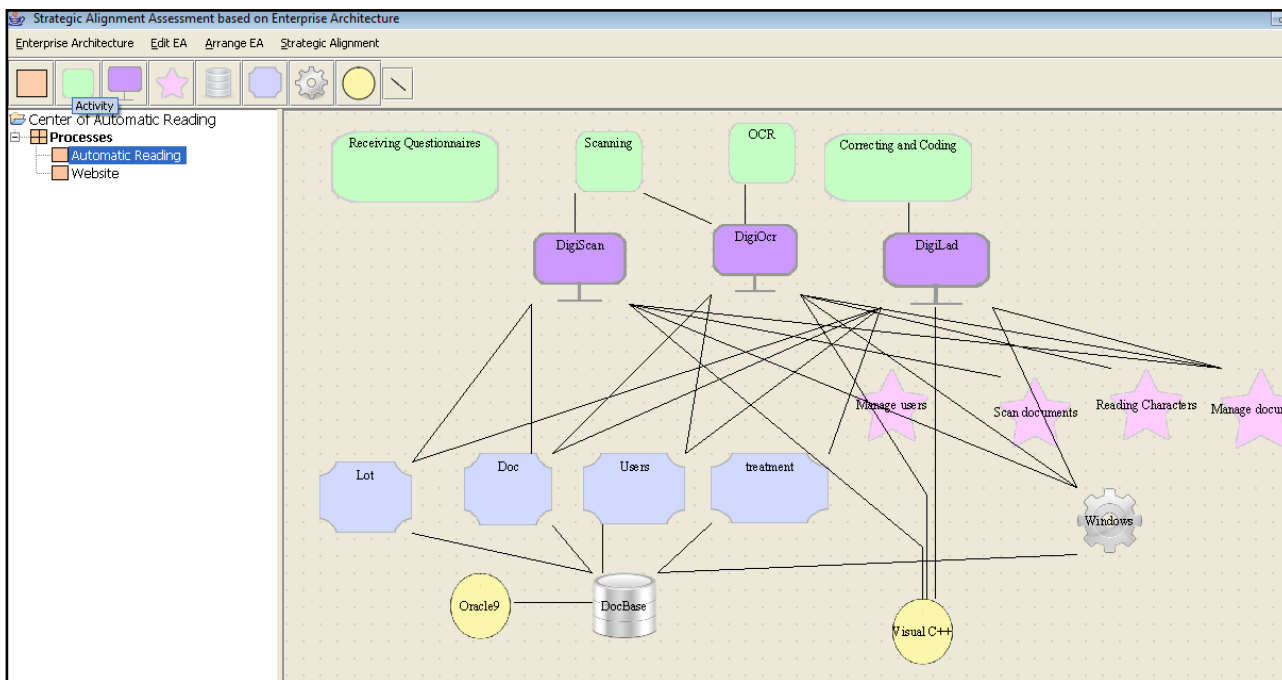 Strategic Alignment Assessment based on Enterprise Architecture
Enterprise Architecture Edit EA Arrange EA Strategic Alignment
Activity
Center of Automatic Reading
Processes
Automatic Reading
Website
Receiving Questionnaires
Scanning
OCR
Correcting and Coding
DigiScan
DigiOcr
DigiLad
Manage users
Scan documents
Reading Characters
Manage docu
Lot
Doc
Users
treatment
Windows
Oracle9
DocBase
Visual C++